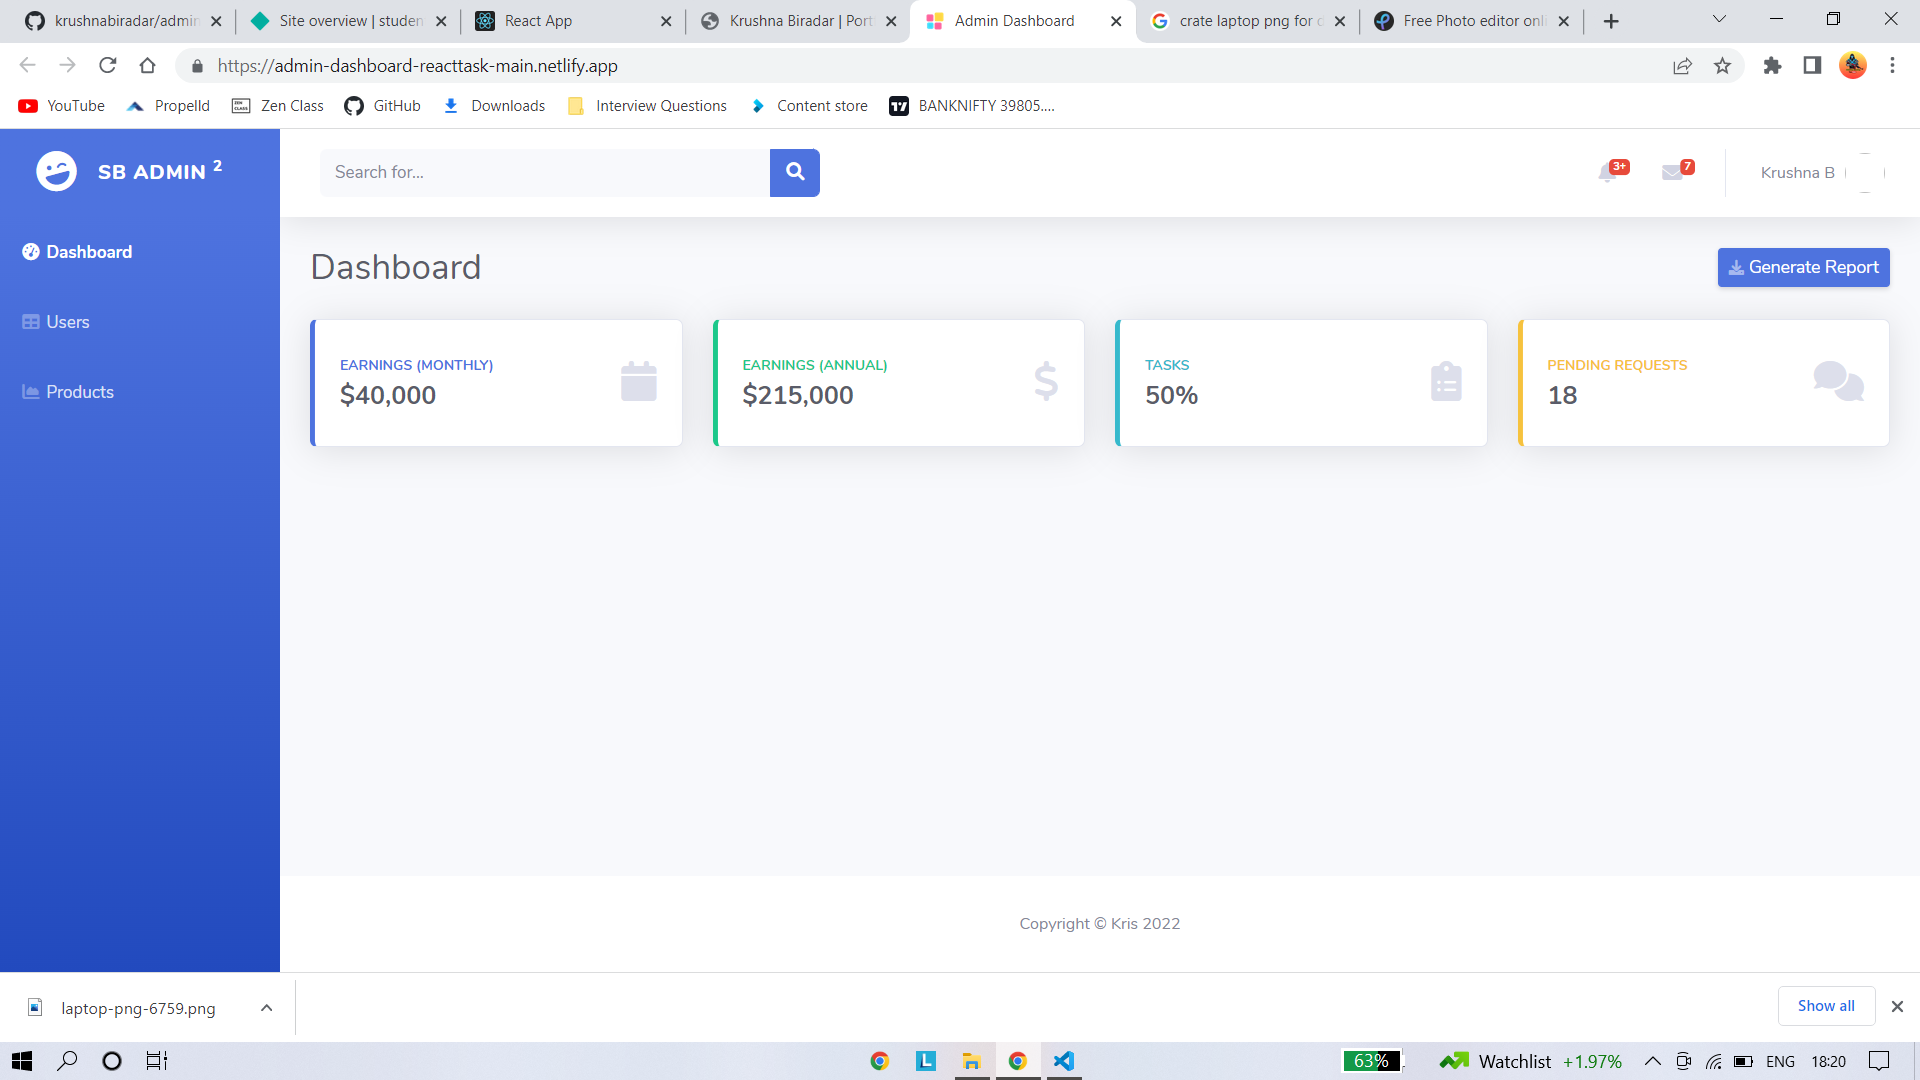 krushnabiradar/admin
Site overview | studen
React App
Krushna Biradar | Port
Admin Dashboard
crate laptop png for
Free Photo editor onli
https://admin-dashboard-reacttask-main.netlify.app
YouTube
Propelld
ZEN CLASS
Zen Class
GitHub
Downloads
Interview Questions
Content store
BANKNIFTY 39805....
SB ADMIN 2
Search for...
3+
7
Krushna B
Dashboard
Users
Products
Dashboard
Generate Report
EARNINGS (MONTHLY)
$40,000
EARNINGS (ANNUAL)
$215,000
TASKS
50%
PENDING REQUESTS
18
Copyright © Kris 2022
laptop-png-6759.png
Show all
L
63%
Watchlist +1.97%
ENG
18:20